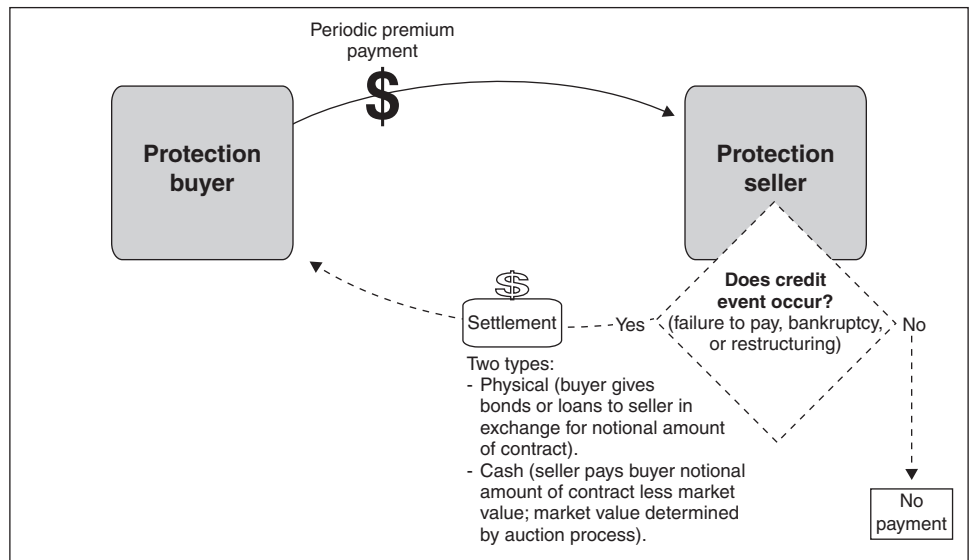 Periodic premium
payment
$
Protection
buyer
Protection
seller
Does credit
event occur?
(failure to pay, bankruptcy,
or restructuring)
$
Settlement
Yes
No
Two types:
- Physical (buyer gives
bonds or loans to seller in
exchange for notional amount
of contract).
- Cash (seller pays buyer notional
amount of contract less market
value; market value determined
by auction process).
No
payment